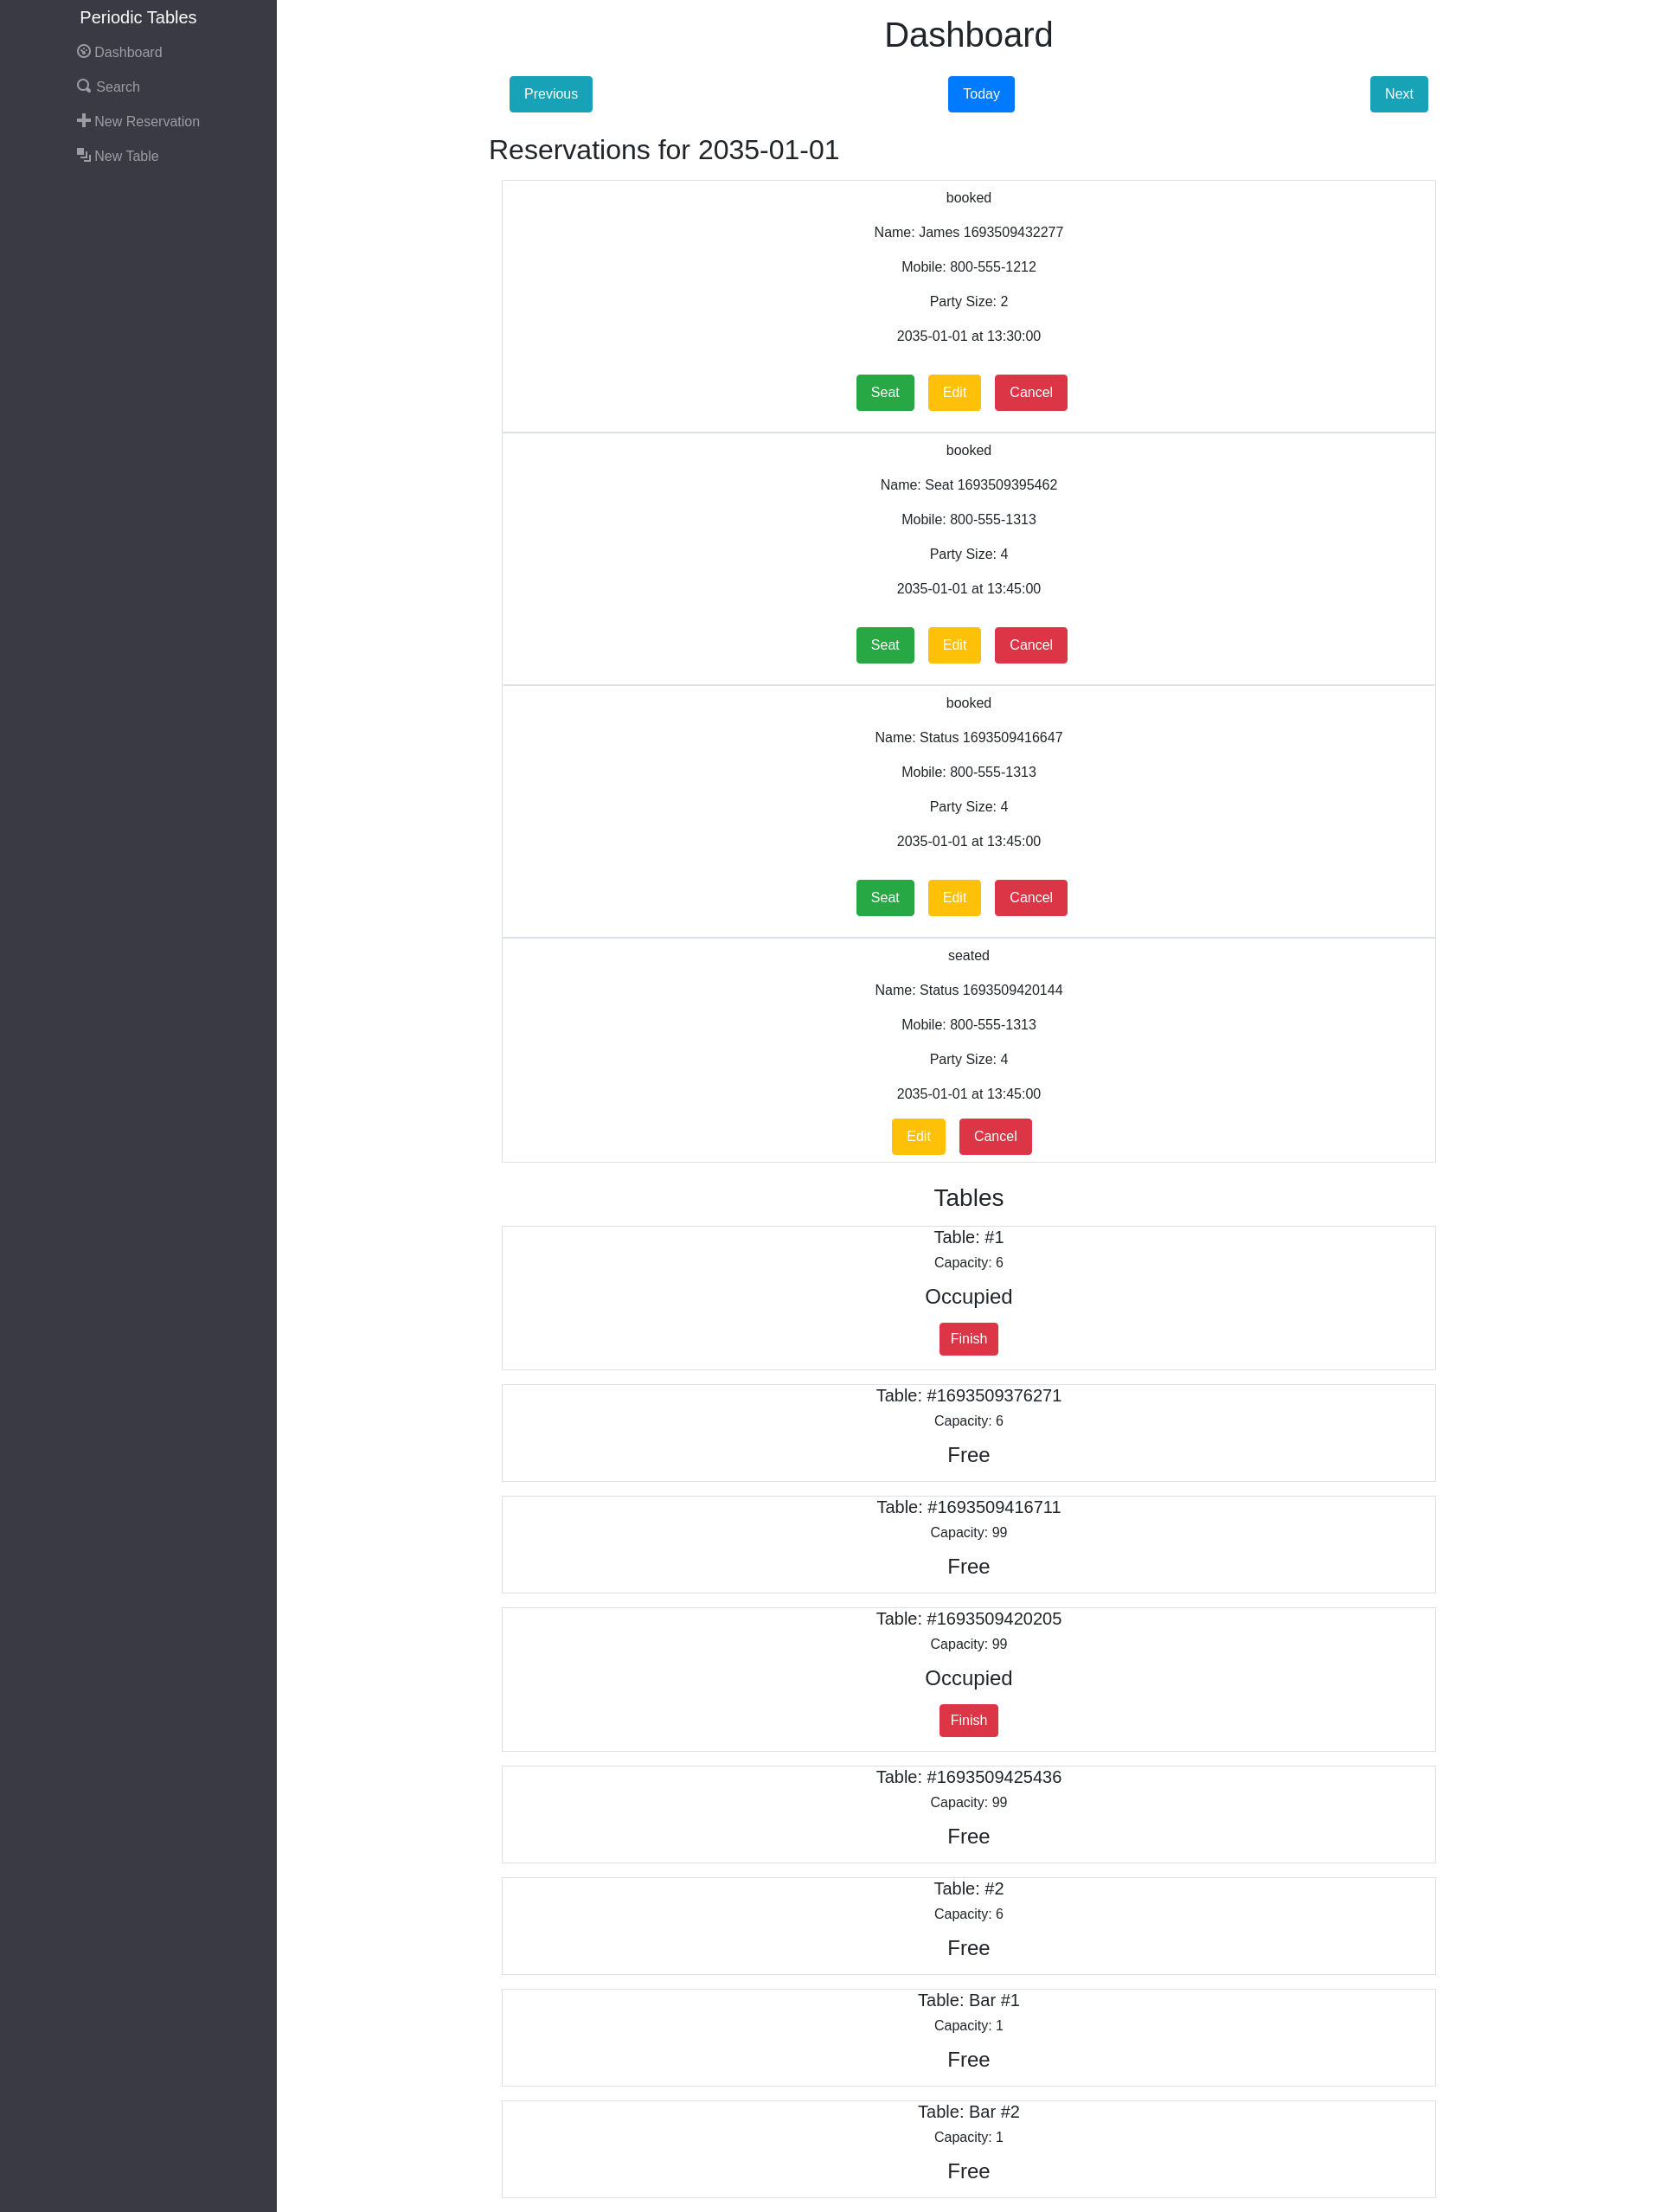 Periodic Tables
Dashboard
Search
New Reservation
New Table
Dashboard
Previous Today Next
Reservations for 2035-01-01
booked
Name: James 1693509432277
Mobile: 800-555-1212
Party Size: 2
2035-01-01 at 13:30:00
Seat Edit Cancel
booked
Name: Seat 1693509395462
Mobile: 800-555-1313
Party Size: 4
2035-01-01 at 13:45:00
Seat Edit Cancel
booked
Name: Status 1693509416647
Mobile: 800-555-1313
Party Size: 4
2035-01-01 at 13:45:00
Seat Edit Cancel
seated
Name: Status 1693509420144
Mobile: 800-555-1313
Party Size: 4
2035-01-01 at 13:45:00
Edit Cancel
Tables
Table: #1
Capacity: 6
Occupied
Finish
Table: #1693509376271
Capacity: 6
Free
Table: #1693509416711
Capacity: 99
Free
Table: #1693509420205
Capacity: 99
Occupied
Finish
Table: #1693509425436
Capacity: 99
Free
Table: #2
Capacity: 6
Free
Table: Bar #1
Capacity: 1
Free
Table: Bar #2
Capacity: 1
Free